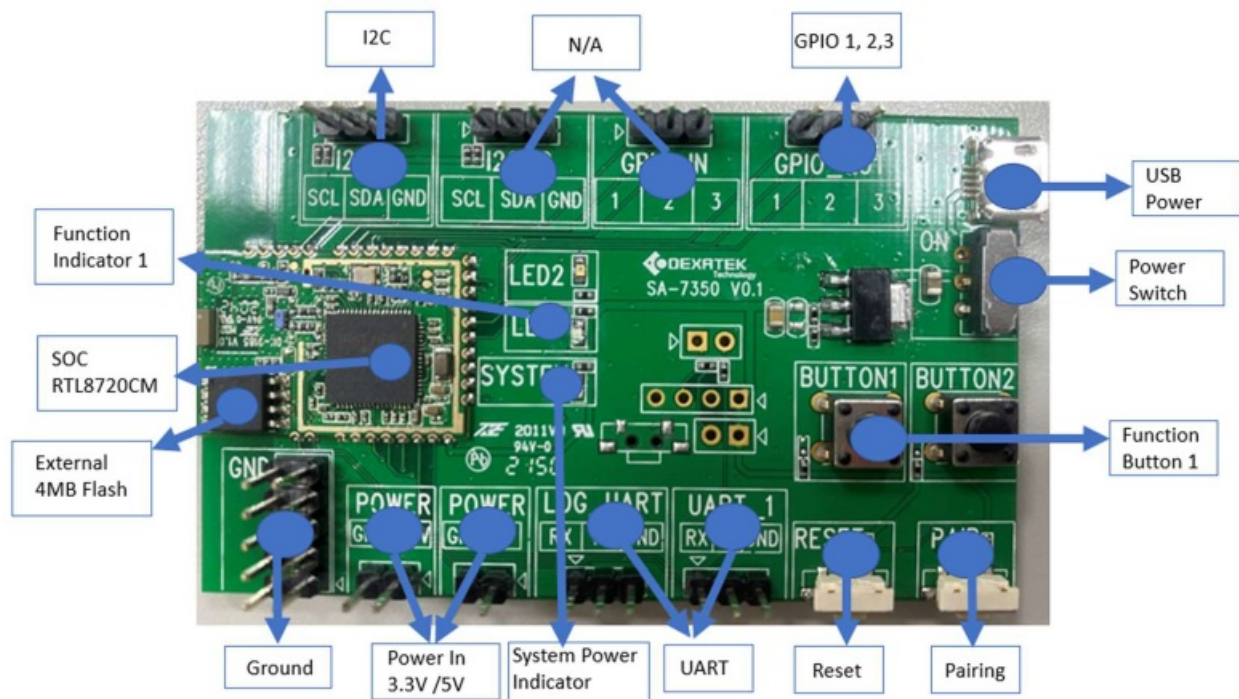 I2C
N/A
GPIO 1, 2,3
SCL SDA GND
SCL SDA GND
1 2 3
1 2 3
USB
Power
ON
Function
Indicator 1
LED2
DEXATEK
Technology
SA-7350 V0.1
Power
Switch
SOC
RTL8720CM
SYSTEM
BUTTON1
BUTTON2
94V-0
2150
Function
Button 1
External
4MB Flash
GND
POWER
POWER
UART_1
RX
RX
RESET
Ground
Power In
3.3V /5V
System Power
Indicator
UART
Reset
Pairing